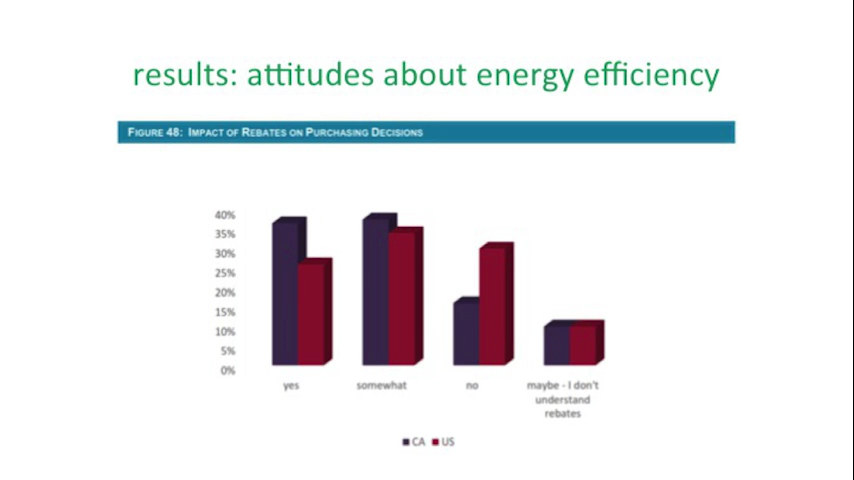 results: attitudes about energy efficiency
FIGURE 48: IMPACT OF REBATES ON PURCHASING DECISIONS
40%
35%
30%
25%
20%
15%
10%
5%
0%
yes
somewhat
no
maybe - I don't
understand
rebates
CA US